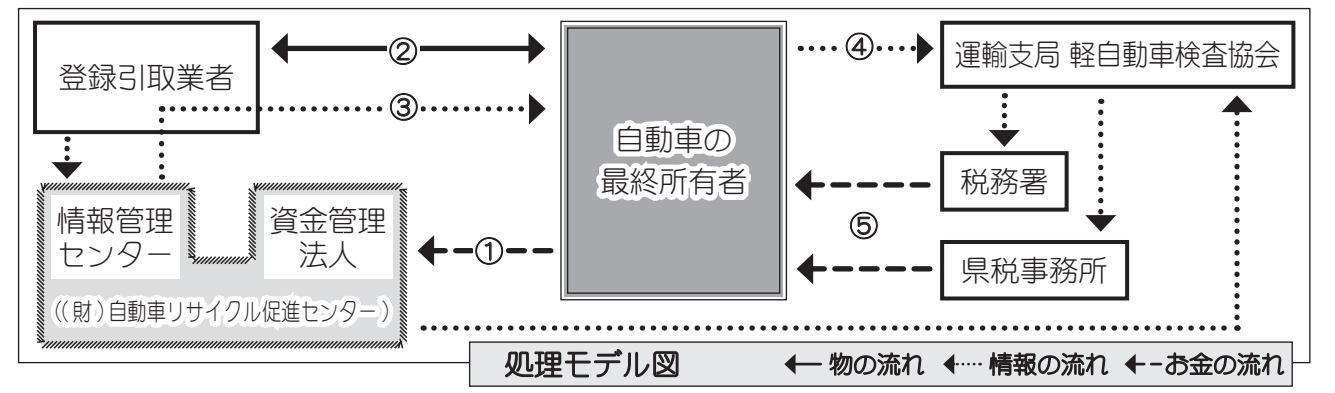 登録引取業者
②
③
自動車の
最終所有者
④
運輸支局 軽自動車検査協会
税務署
⑤
県税事務所
情報管理
センター
資金管理
法人
①
((財)自動車リサイクル促進センター)
処理モデル図
物の流れ
情報の流れ
お金の流れ